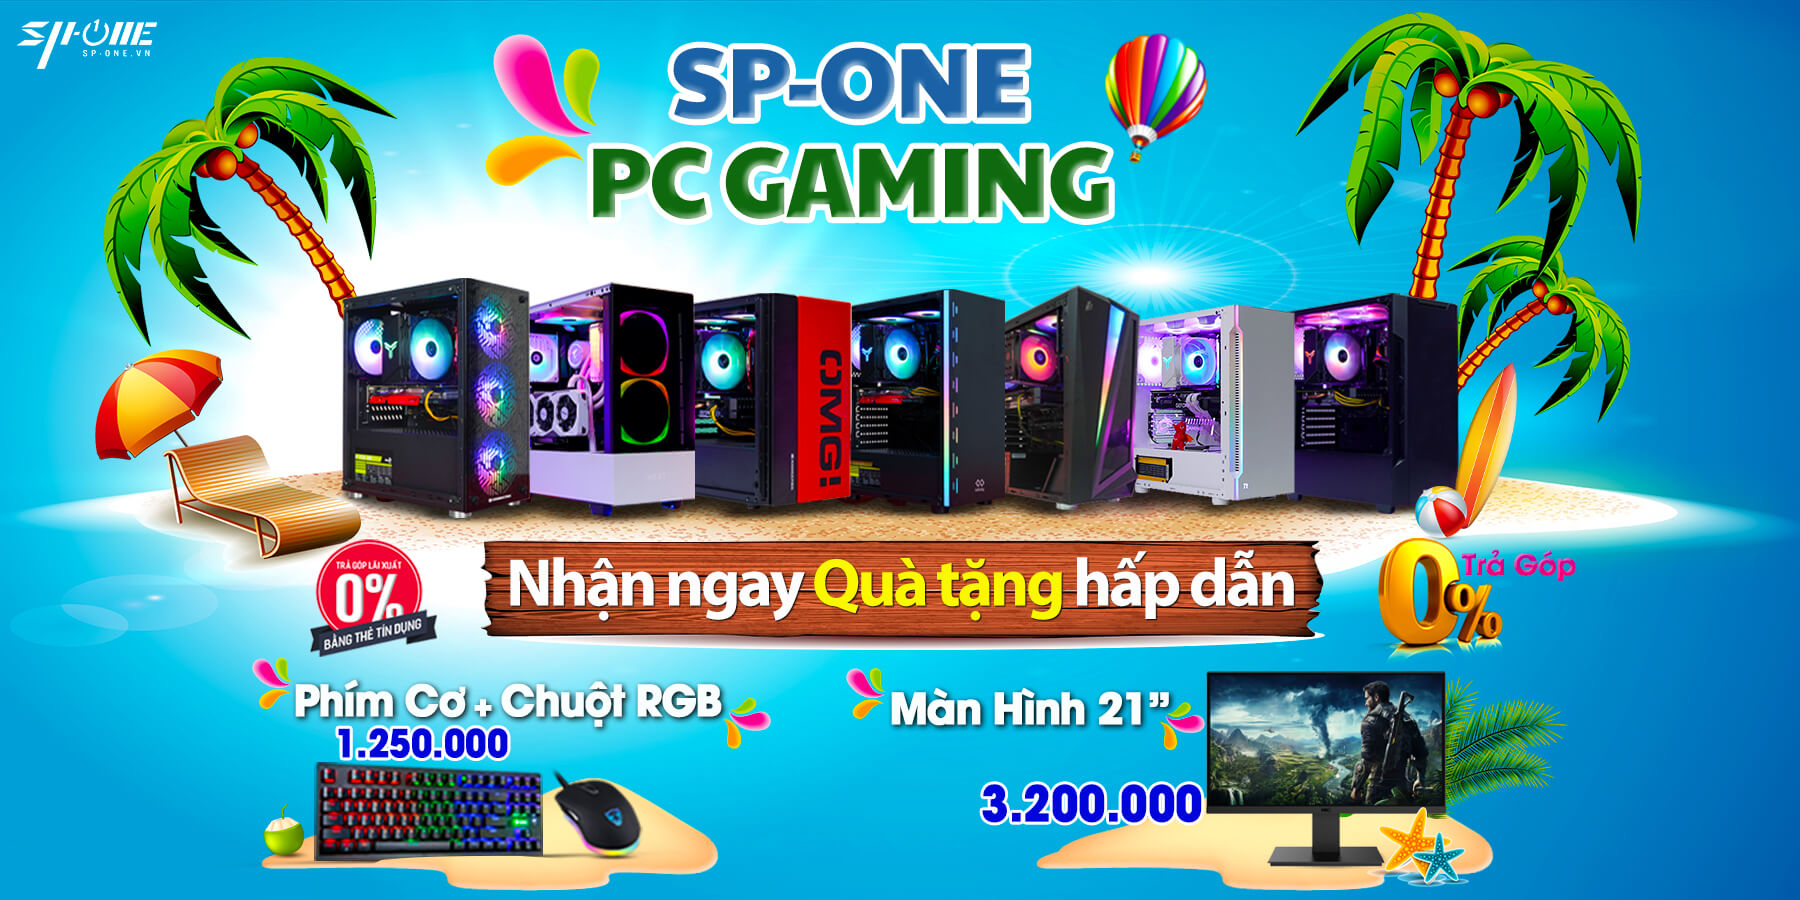 SP-ONE
SP-ONE.VN
SP-ONE
PC GAMING
OMG!
TRẢ GÓP LÃI XUẤT
0%
BẰNG THẺ TÍN DỤNG
Nhận ngay Quà tặng hấp dẫn
0% Trả Góp
Phím Cơ + Chuột RGB
1.250.000
Màn Hình 21”
3.200.000